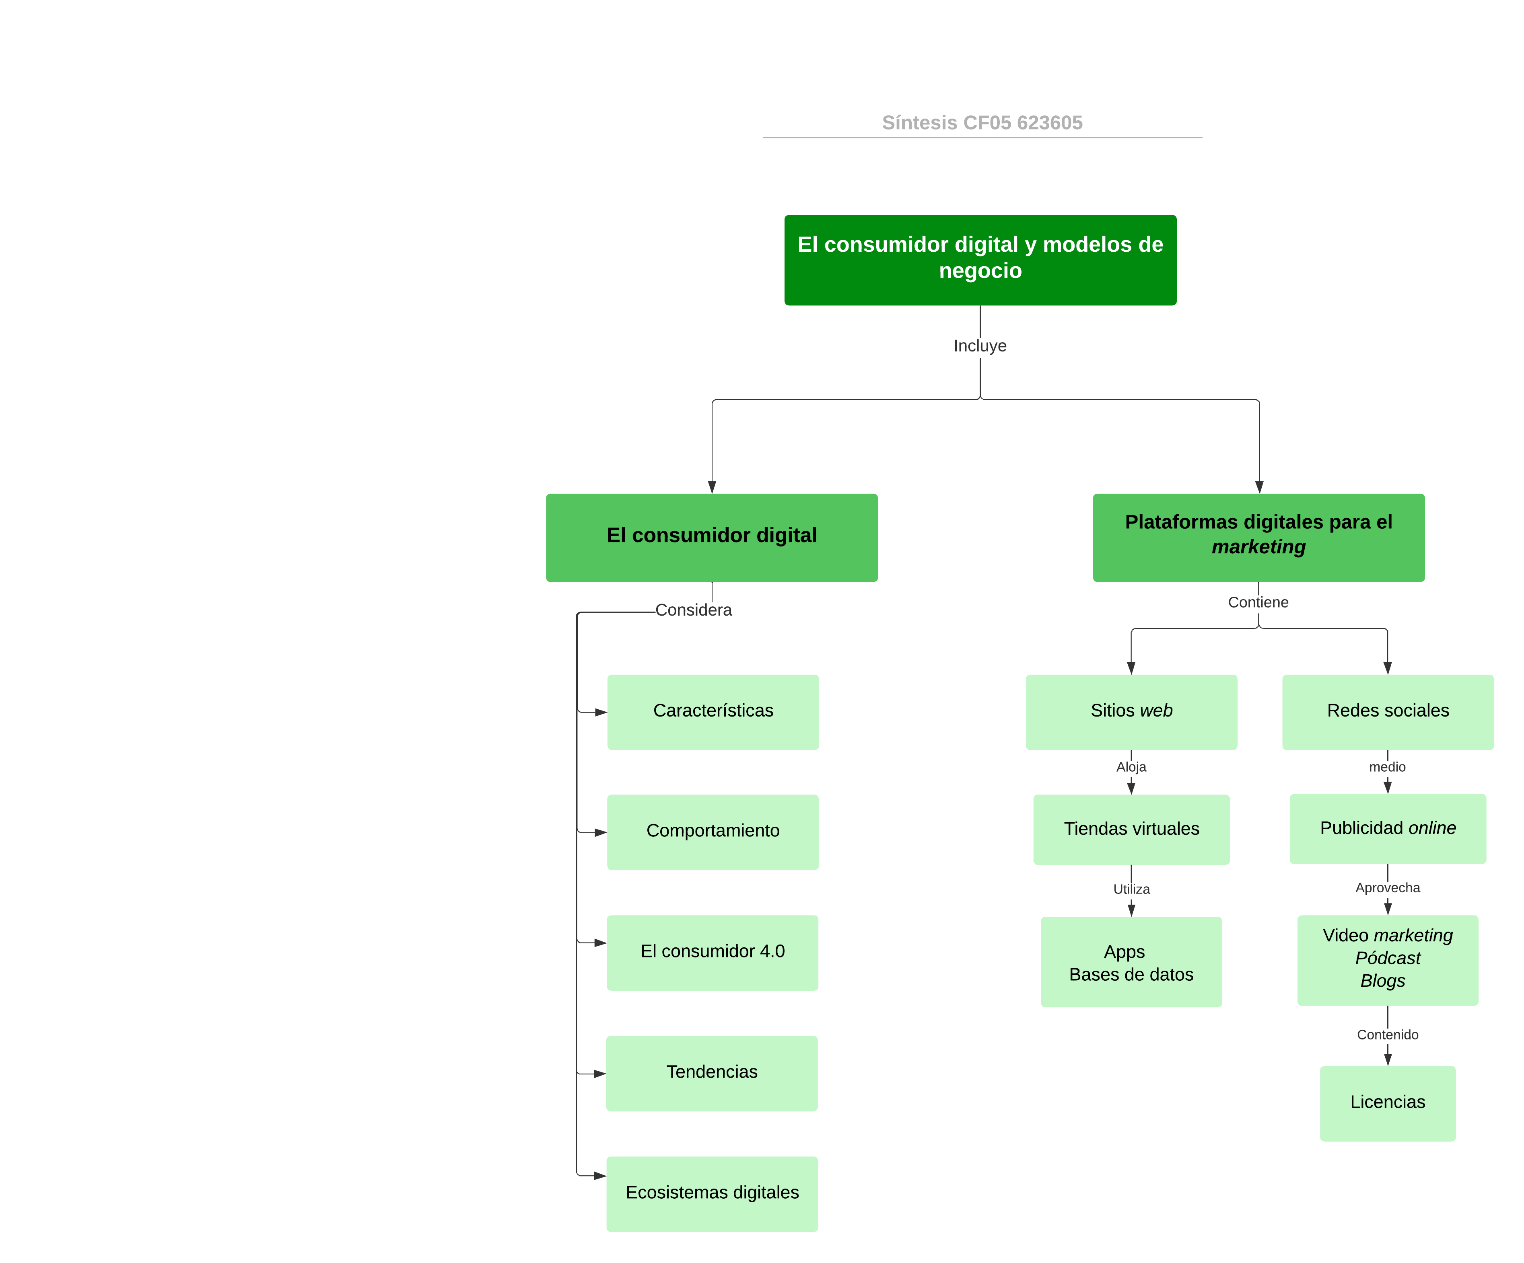 Síntesis CF05 623605
El consumidor digital y modelos de
negocio
Incluye
El consumidor digital
Considera
Características
Comportamiento
El consumidor 4.0
Tendencias
Ecosistemas digitales
Plataformas digitales para el
marketing
Contiene
Sitios web
Aloja
Tiendas virtuales
Utiliza
Apps
Bases de datos
Redes sociales
medio
Publicidad online
Aprovecha
Video marketing
Pódcast
Blogs
Contenido
Licencias